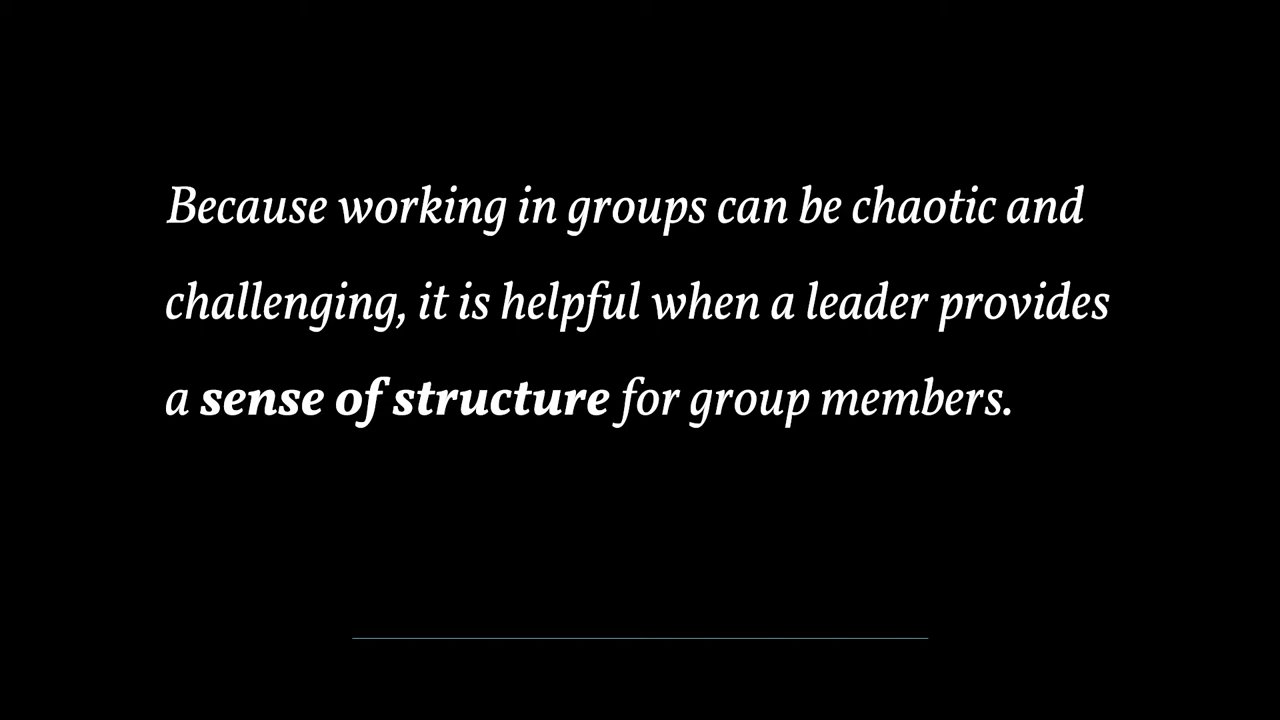 Because working in groups can be chaotic and
challenging, it is helpful when a leader provides
a sense of structure for group members.